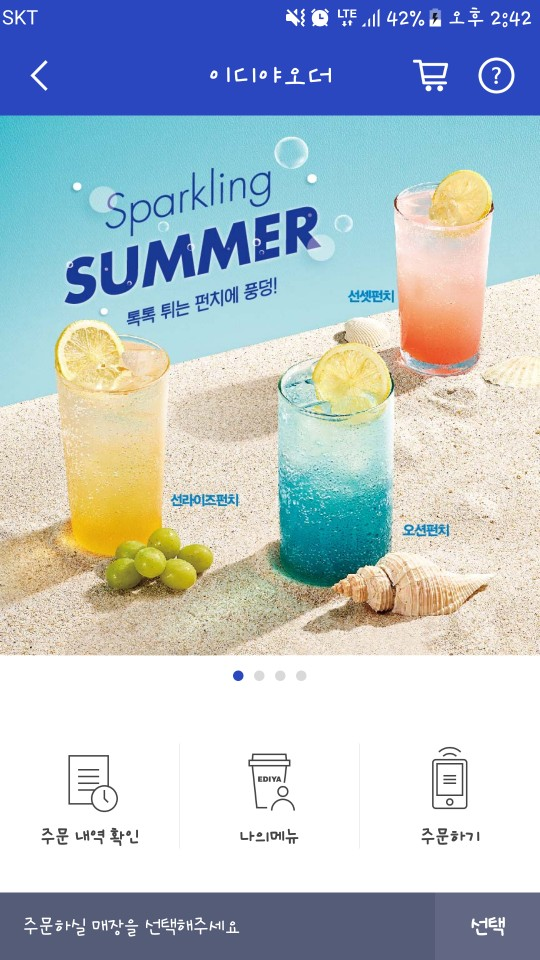 SKT
LTE
42%
오후 2:42
이디야오더
?
Sparkling
SUMMER
톡톡 튀는 펀치에 퐁덩!
선셋펀치
선라이즈펀치
오션펀치
EDIYA
주문 내역 확인
나의메뉴
주문하기
주문하실 매장을 선택해주세요
선택